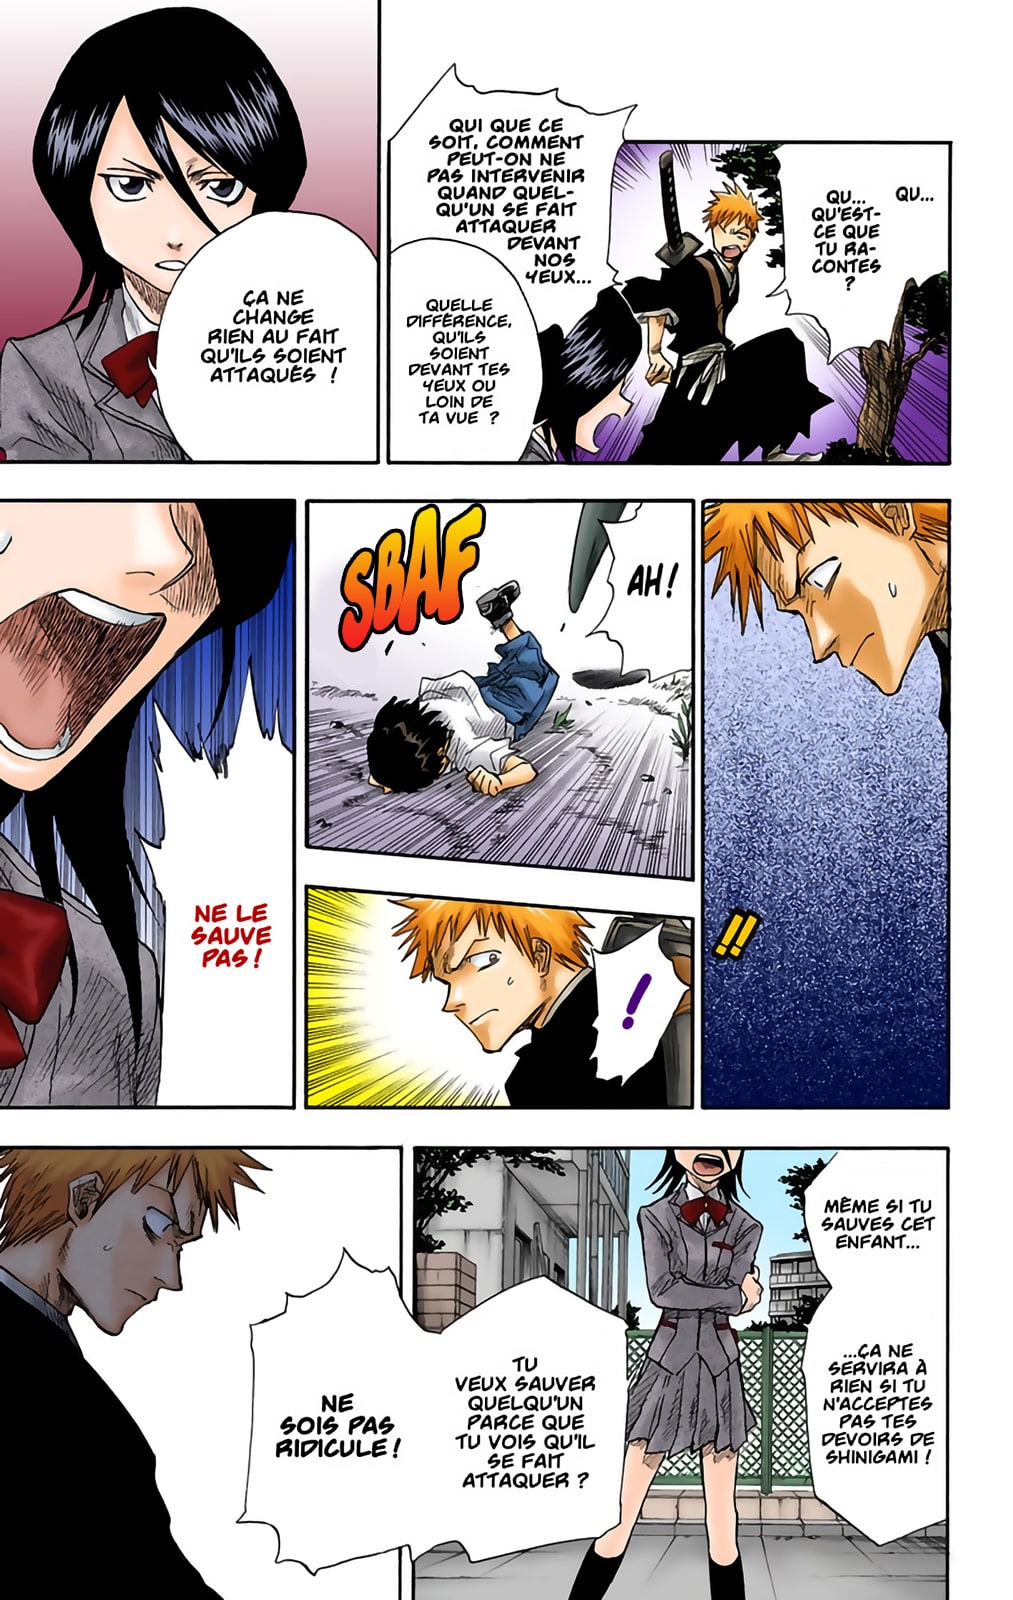 QU...
QU...
QU'EST-
CE QUE
TU RA-
CONTES
?
QUI QUE CE
SOIT, COMMENT
PEUT-ON NE
PAS INTERVENIR
QUAND QUEL-
QU'UN SE FAIT
ATTAQUER
DEVANT
NOS
YEUX...
QUELLE
DIFFÉRENCE,
QU'ILS
SOIENT
DEVANT TES
YEUX OU
LOIN DE
TA VUE ?
ÇA NE
CHANGE
RIEN AU FAIT
QU'ILS SOIENT
ATTAQUÉS !
!!
AH !
SBAF
!
NE LE
SAUVE
PAS !
MÊME SI TU
SAUVES CET
ENFANT...
...ÇA NE
SERVIRA À
RIEN SI TU
N'ACCEPTES
PAS TES
DEVOIRS DE
SHINIGAMI !
TU
VEUX SAUVER
QUELQU'UN
PARCE QUE
TU VOIS QU'IL
SE FAIT
ATTAQUER ?
NE
SOIS PAS
RIDICULE !